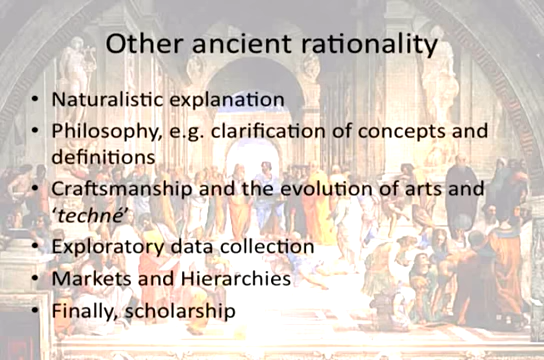 Other ancient rationality
• Naturalistic explanation
• Philosophy, e.g. clarification of concepts and
definitions
• Craftsmanship and the evolution of arts and
‘techné’
• Exploratory data collection
• Markets and Hierarchies
• Finally, scholarship